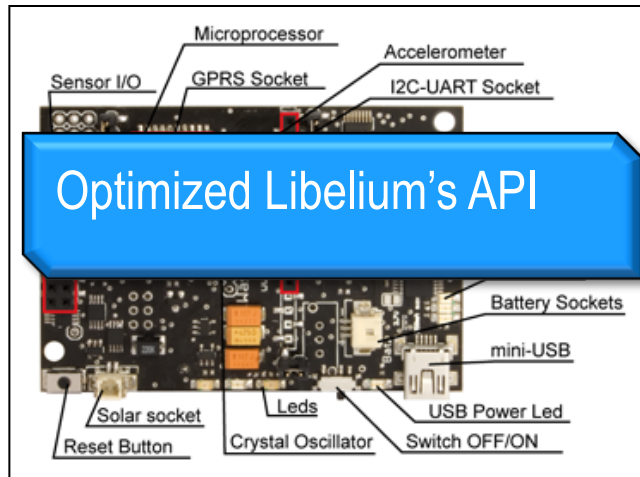 Microprocessor
Accelerometer
Sensor I/O
GPRS Socket
I2C-UART Socket
Optimized Libelium's API
Battery Sockets
mini-USB
Solar socket
Leds
USB Power Led
Reset Button
Crystal Oscillator
Switch OFF/ON